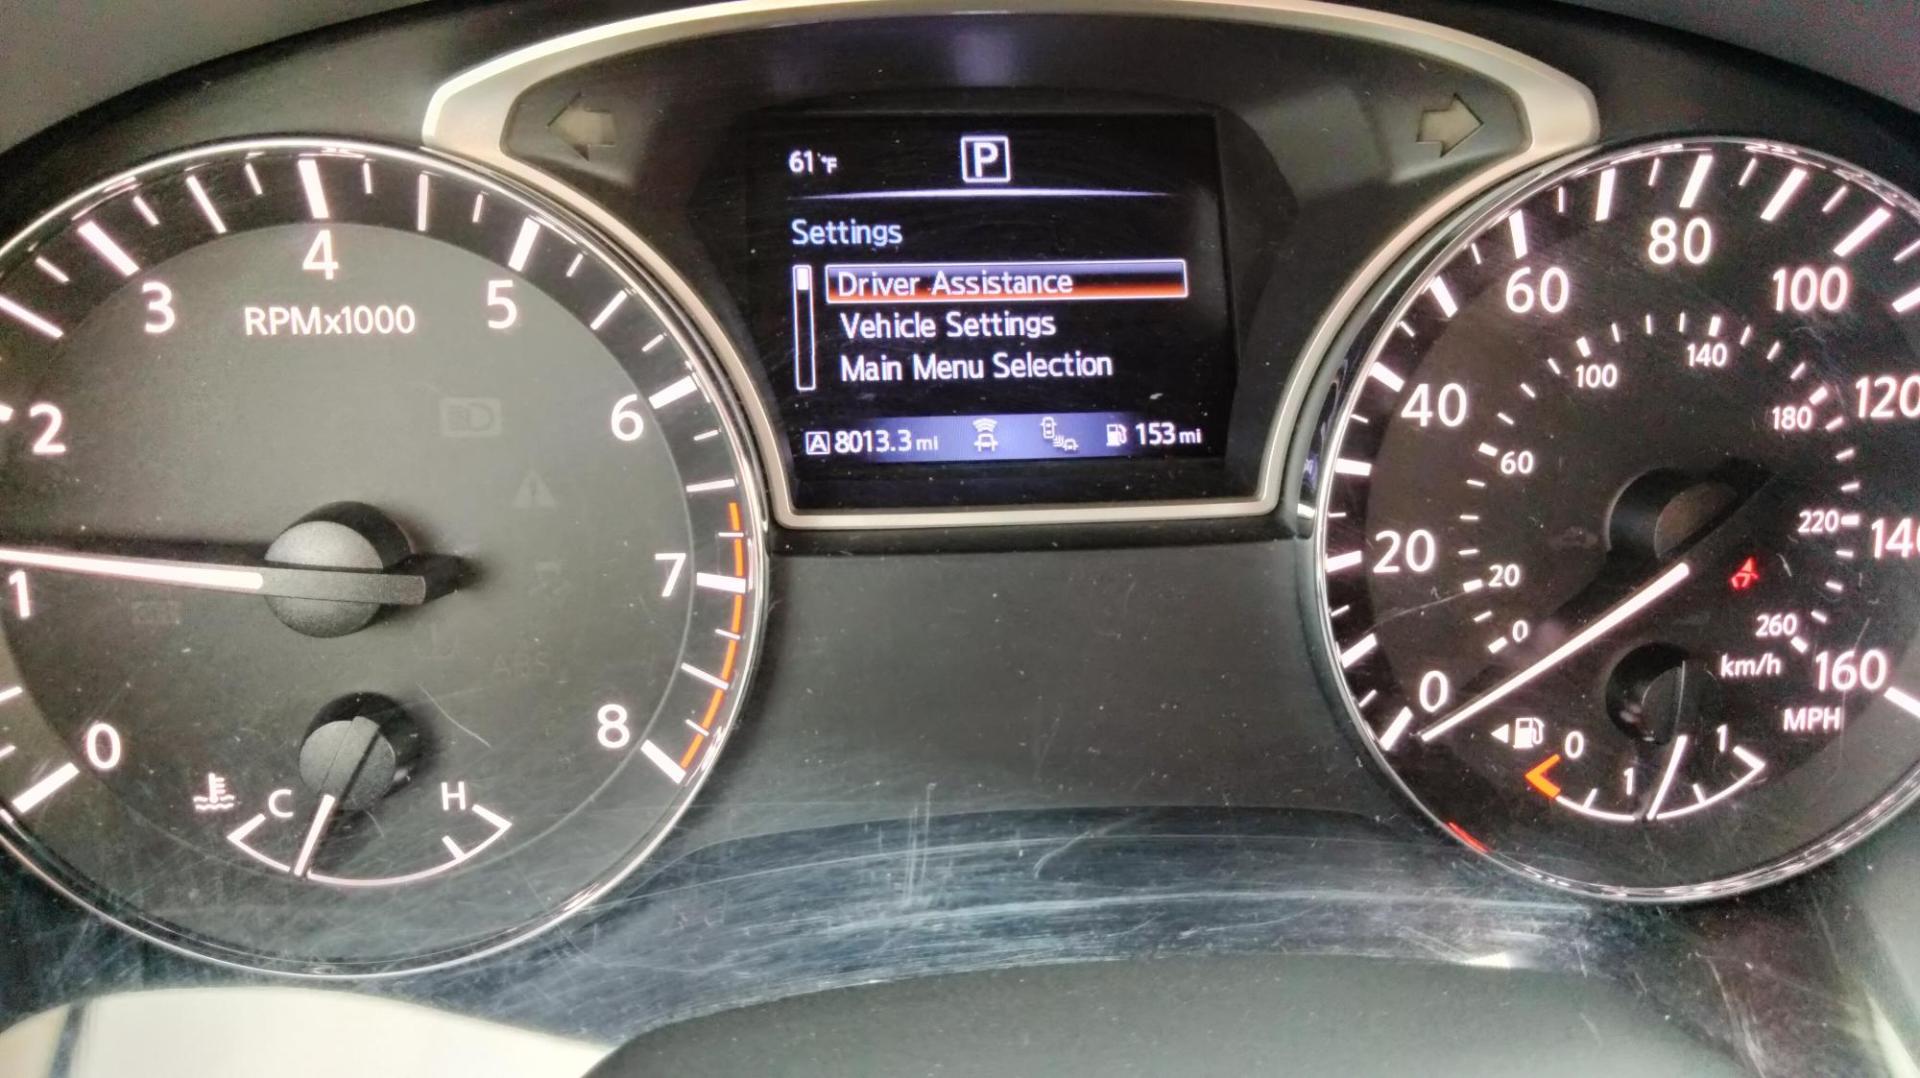 61°F
P
Settings
Driver Assistance
Vehicle Settings
Main Menu Selection
A 8013.3 mi
153 mi
0
1
2
3
4
5
6
7
8
RPMx1000
ABS
C
H
0
20
40
60
80
100
120
140
160
MPH
0
20
60
100
140
180
220
260
km/h
0
1
1